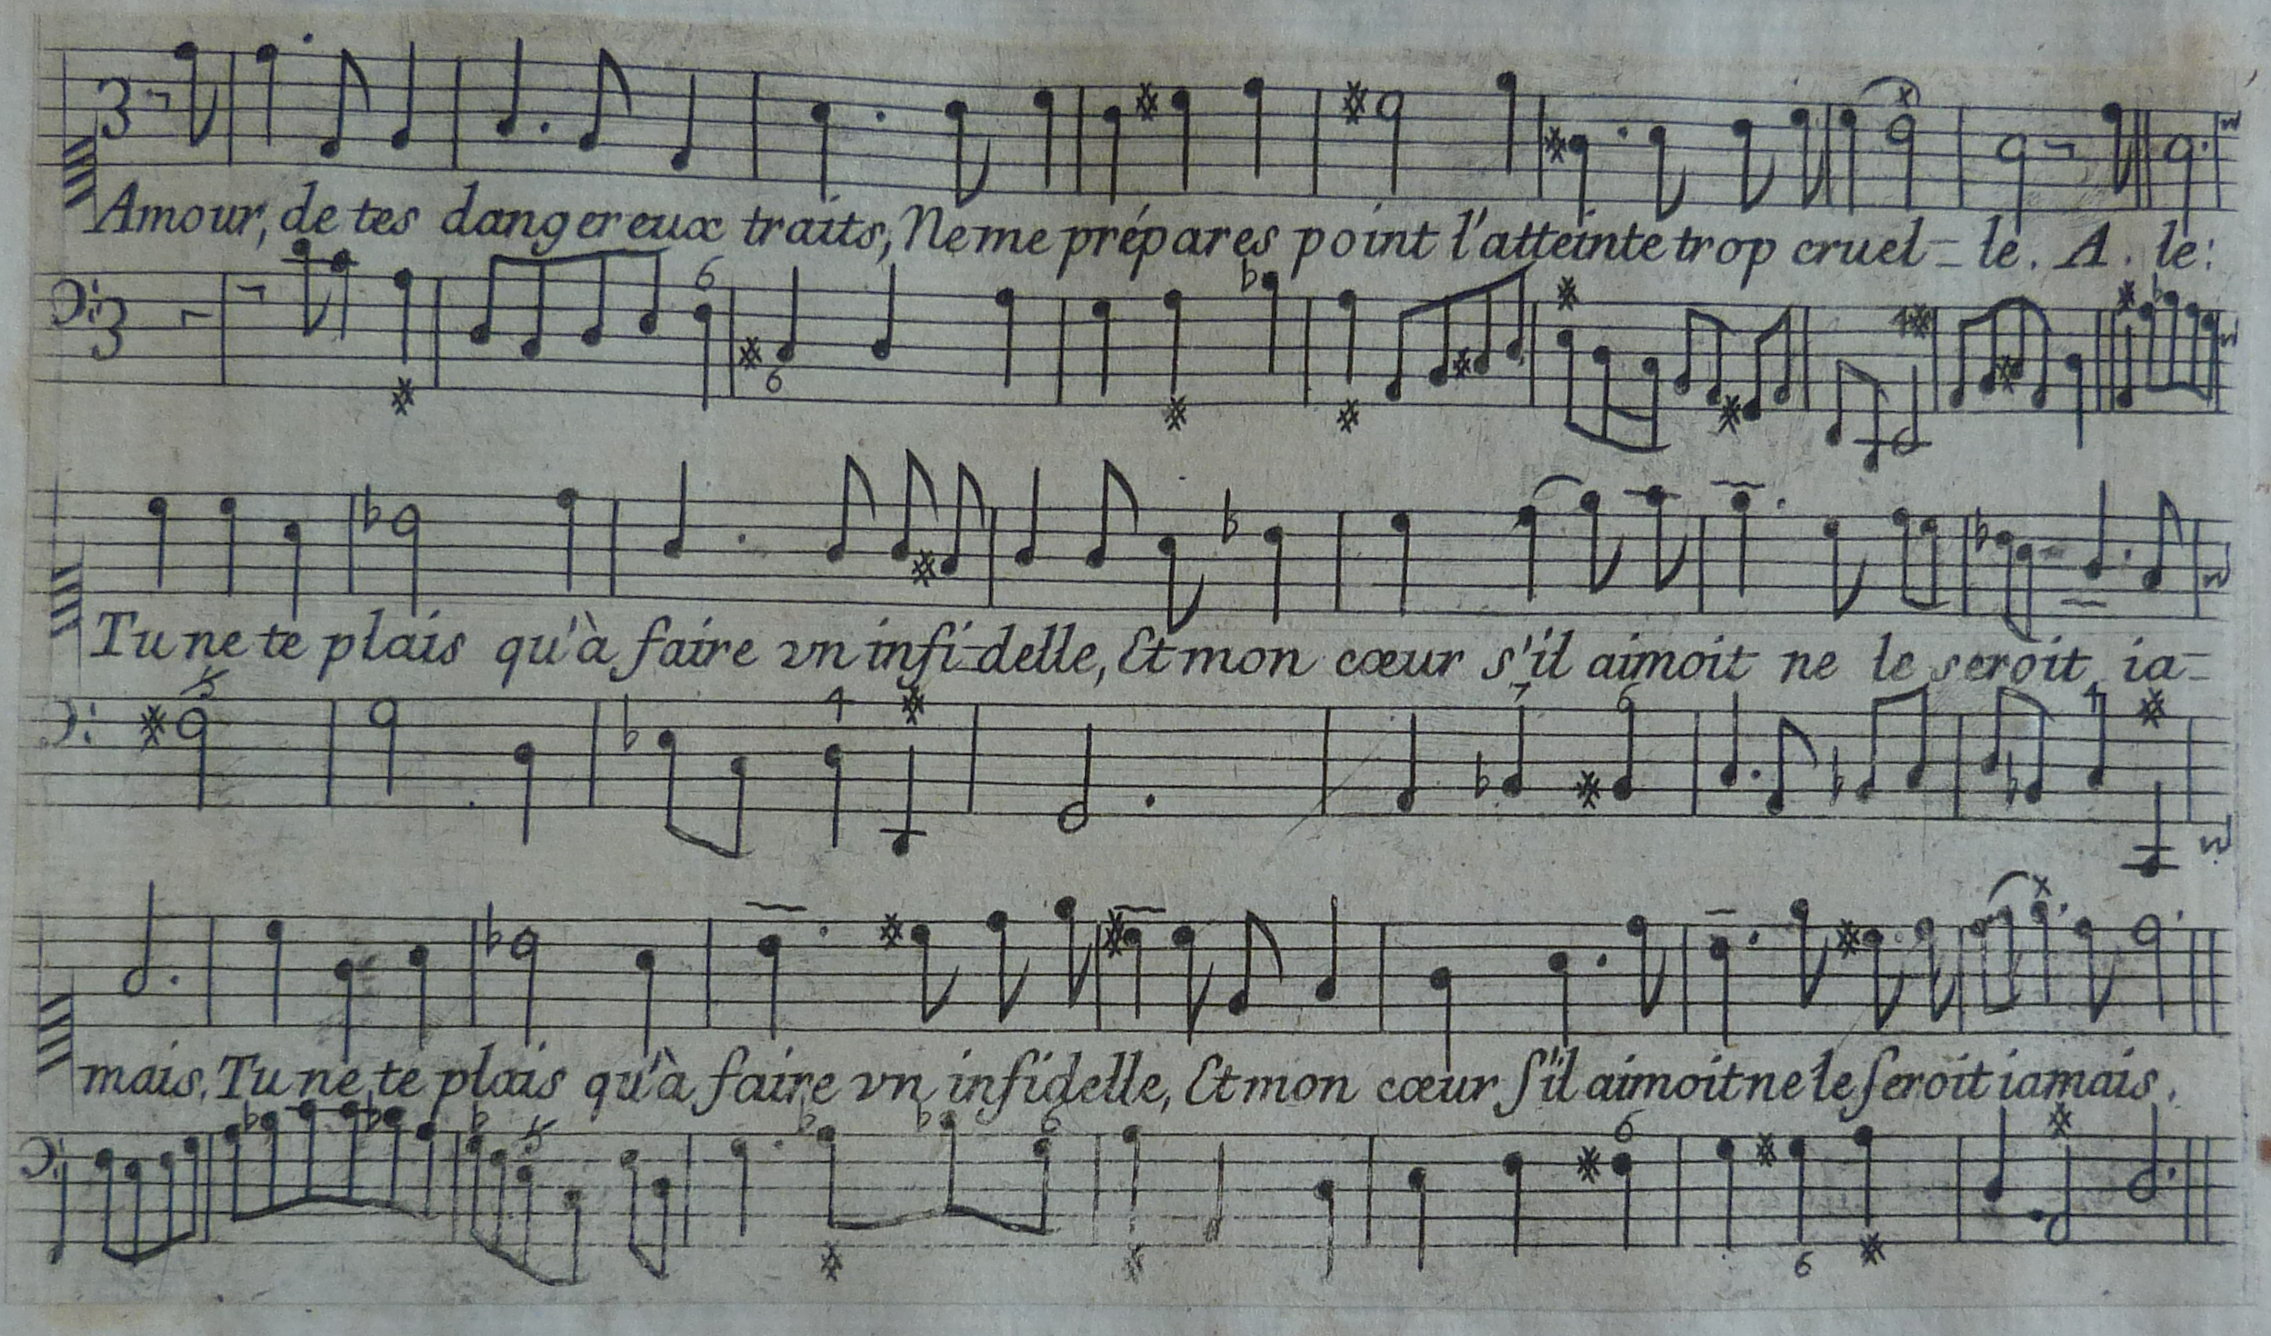 Amour, de tes dangereux traits, Ne me prépares point l'atteinte trop cruel-le. A. le:
Tu ne te plais qu'à faire vn infi-delle, Et mon cœur s'il aimoit ne le seroit ia-
mais, Tu ne te plais qu'à faire vn infidelle, Et mon cœur s'il aimoit ne le seroit iamais.